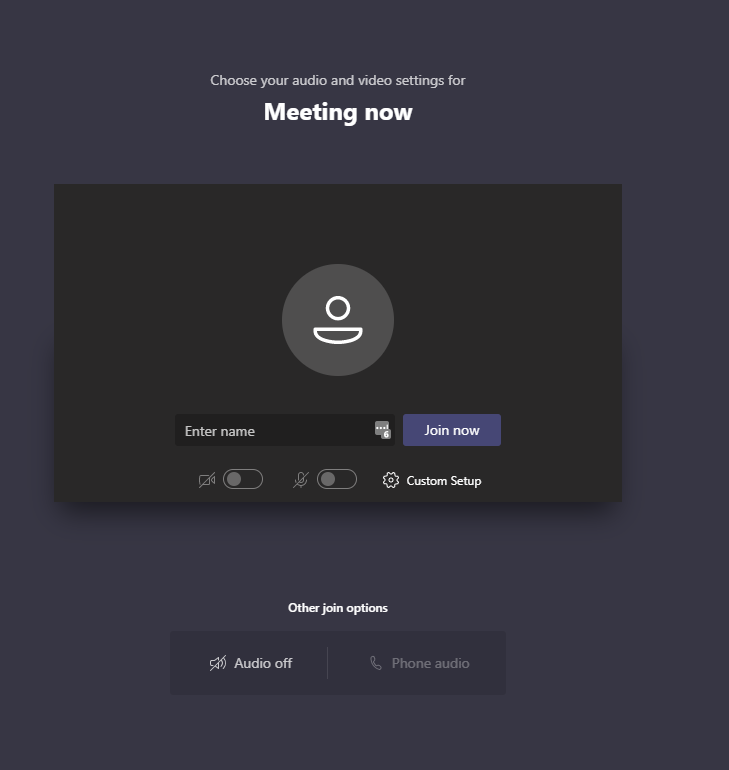 Choose your audio and video settings for
Meeting now
Enter name
6
Join now
Custom Setup
Other join options
Audio off
Phone audio